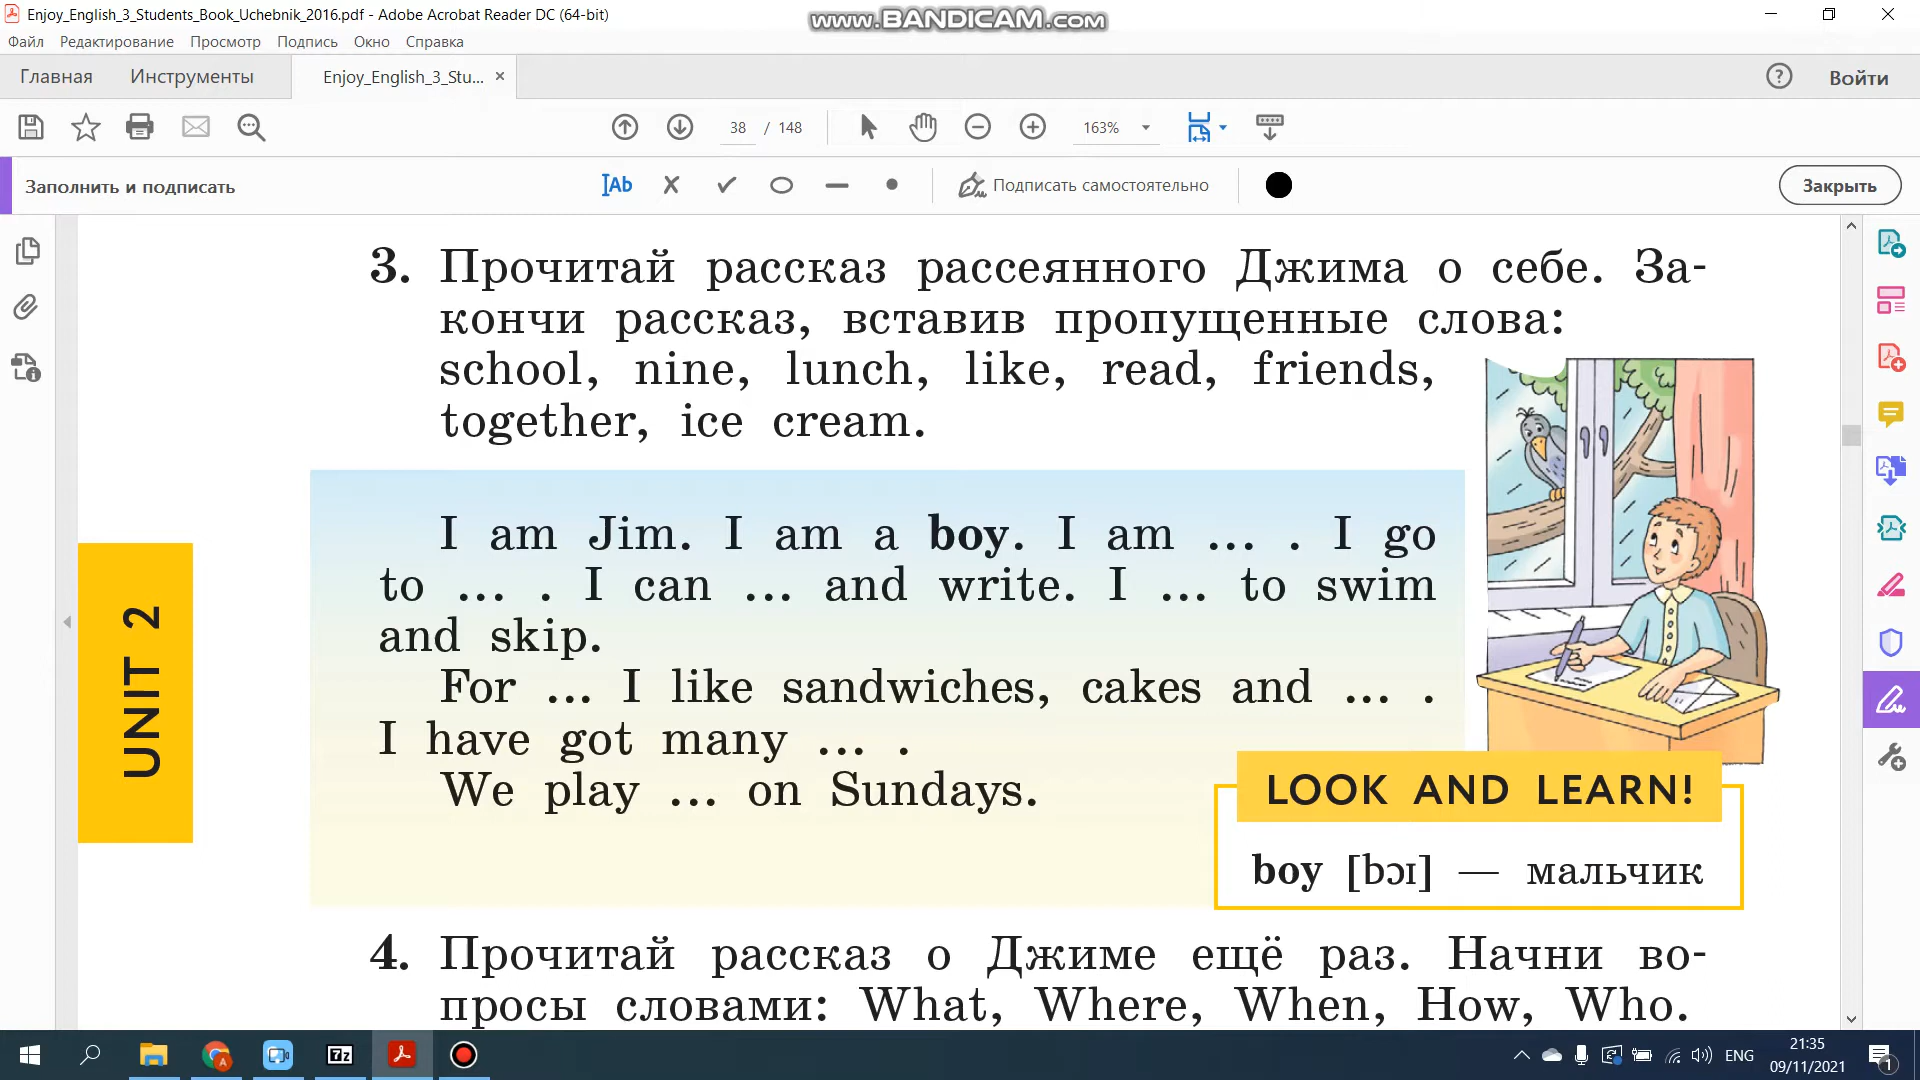 Enjoy_English_3_Students_Book_Uchebnik_2016.pdf - Adobe Acrobat Reader DC (64-bit)
www.BANDICAM.com
Файл Редактирование Просмотр Подпись Окно Справка
Главная Инструменты Enjoy_English_3_Stu... × Войти
38 / 148 163%
Заполнить и подписать Ab Подписать самостоятельно Закрыть
3. Прочитай рассказ рассеянного Джима о себе. За-
кончи рассказ, вставив пропущенные слова:
school, nine, lunch, like, read, friends,
together, ice cream.
I am Jim. I am a boy. I am ... . I go
to ... . I can ... and write. I ... to swim
and skip.
For ... I like sandwiches, cakes and ... .
I have got many ... .
We play ... on Sundays.
UNIT 2
LOOK AND LEARN!
boy [bɔɪ] — мальчик
4. Прочитай рассказ о Джиме ещё раз. Начни во-
просы словами: What, Where, When, How, Who.
7z
ENG
21:35
09/11/2021
1